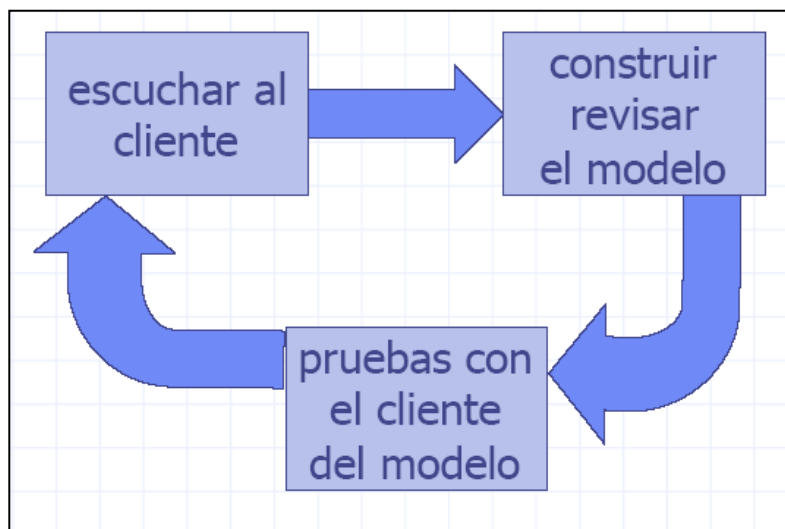 escuchar al
cliente
construir
revisar
el modelo
pruebas con
el cliente
del modelo